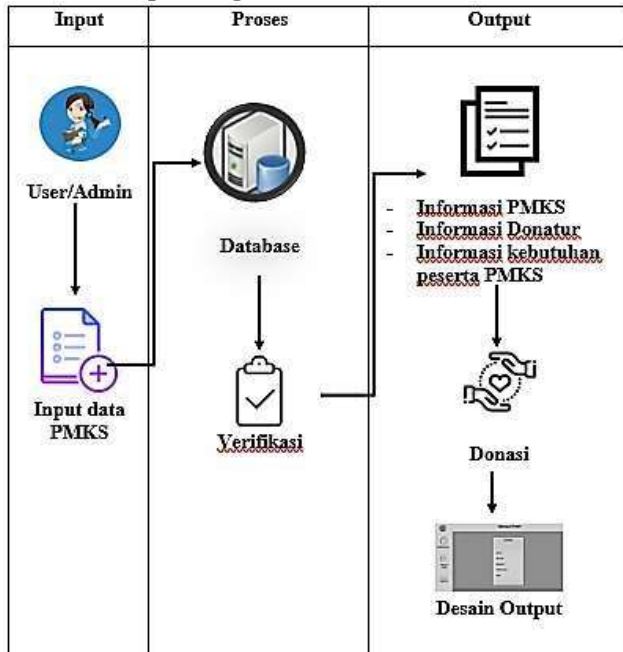 Input
Proses
Output
User/Admin
Input data
PMKS
Database
Verifikasi
- Informasi PMKS
- Informasi Donatur
- Informasi kebutuhan
peserta PMKS
Donasi
Desain Output